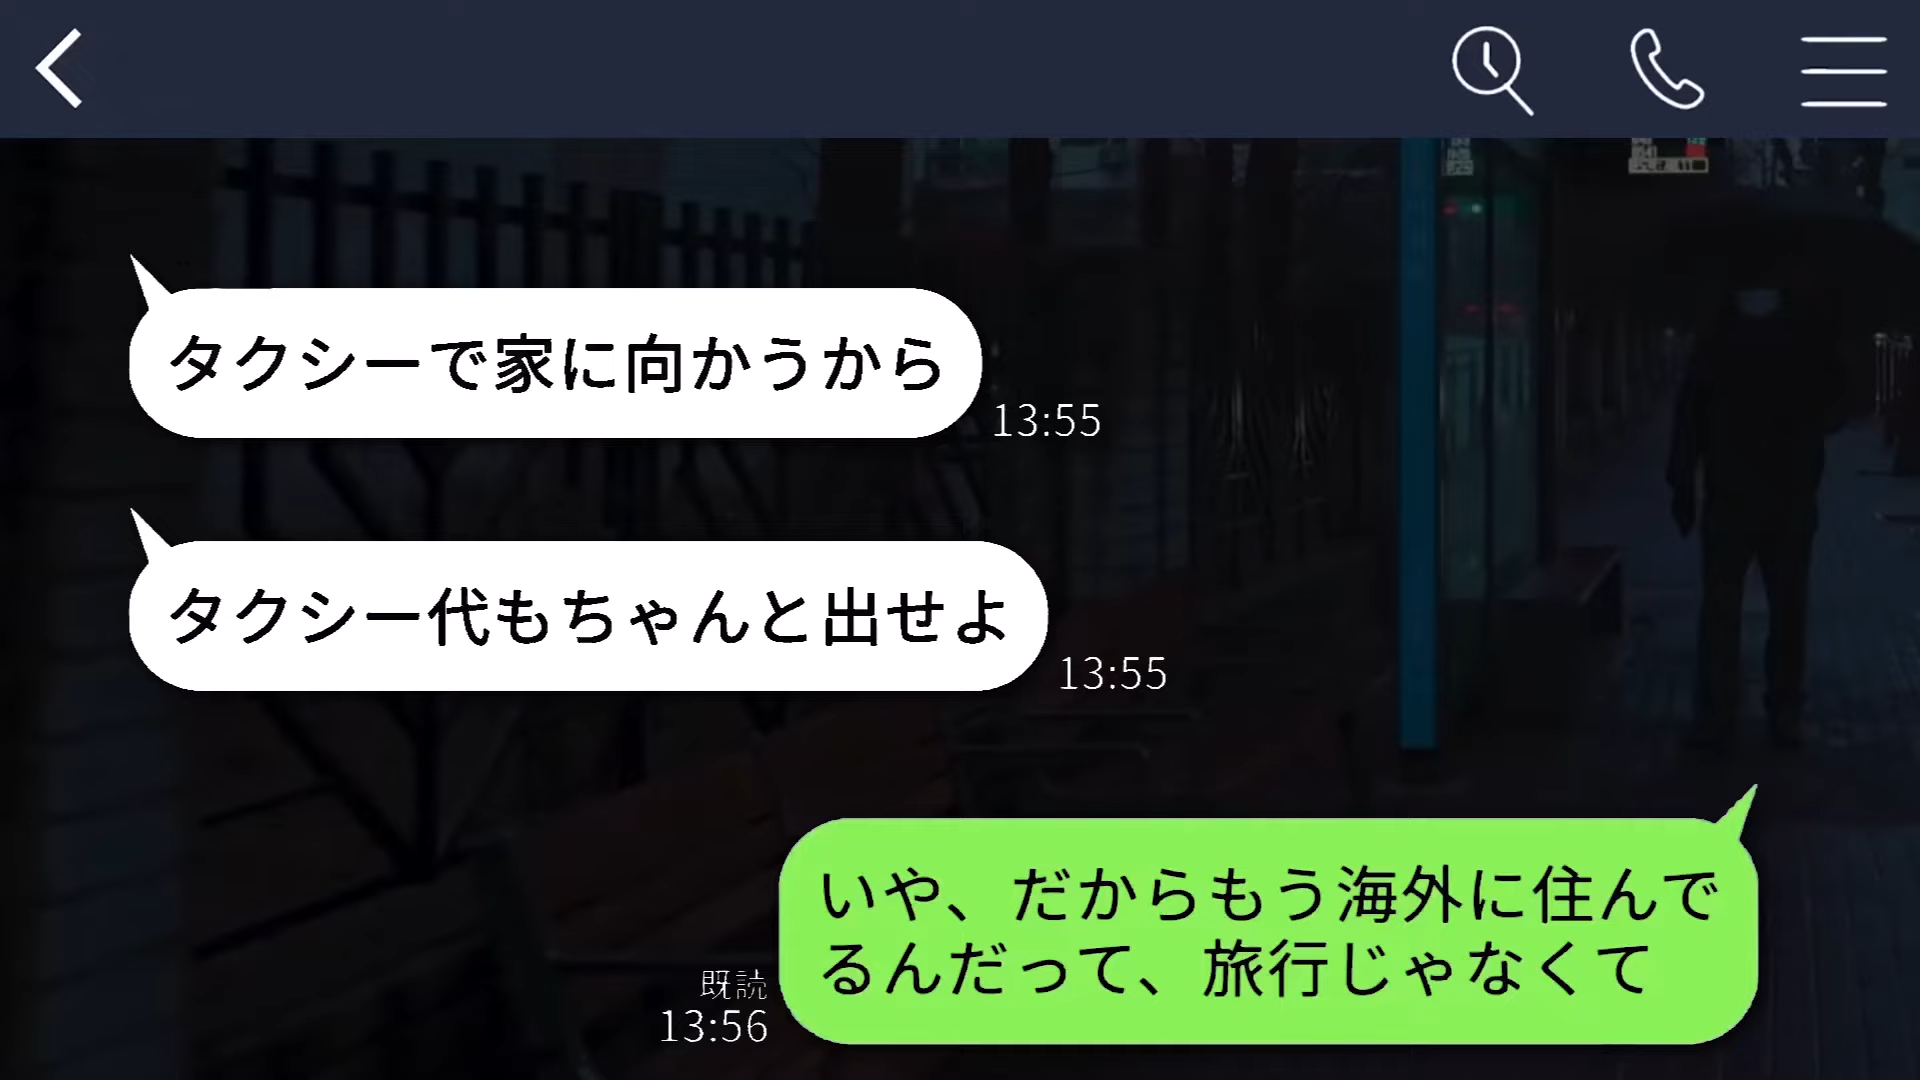 タクシーで家に向かうから
13:55
タクシー代もちゃんと出せよ
13:55
いや、だからもう海外に住んで
るんだって、旅行じゃなくて
既読
13:56